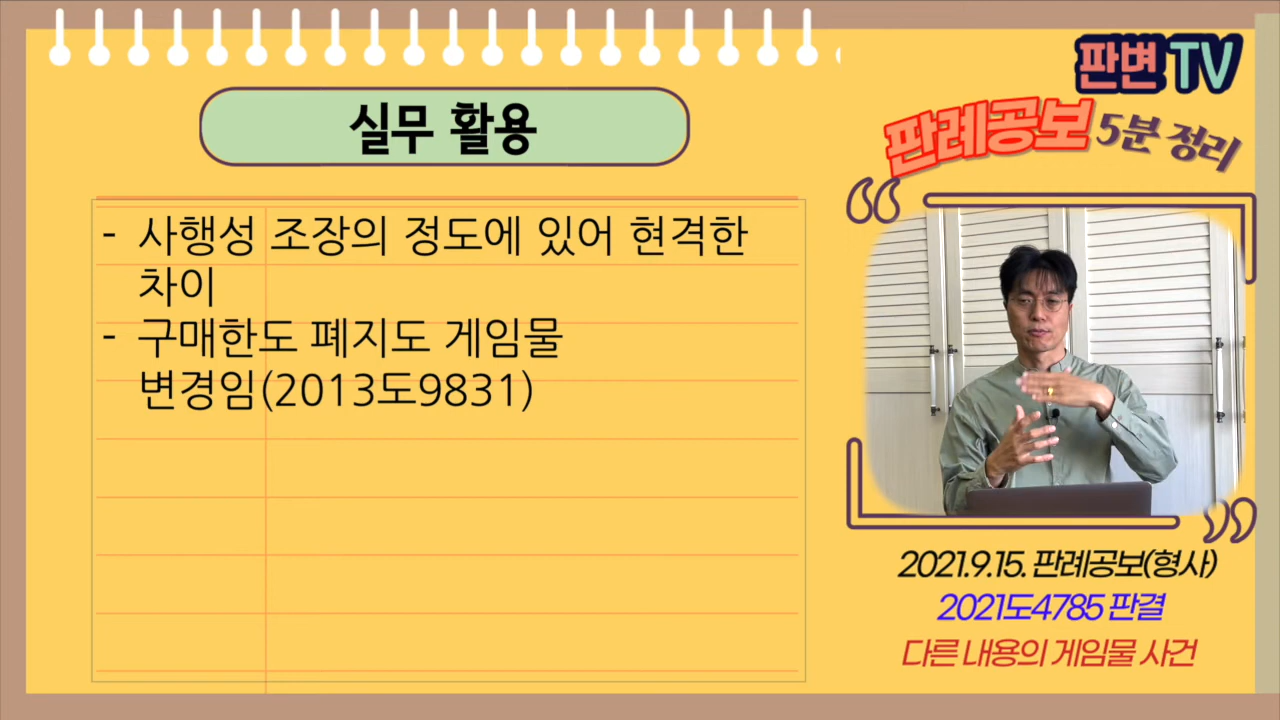 실무 활용
- 사행성 조장의 정도에 있어 현격한
차이
- 구매한도 폐지도 게임물
변경임(2013도9831)
판변 TV
판례공보 5분 정리
2021.9.15. 판례공보(형사)
2021도4785 판결
다른 내용의 게임물 사건